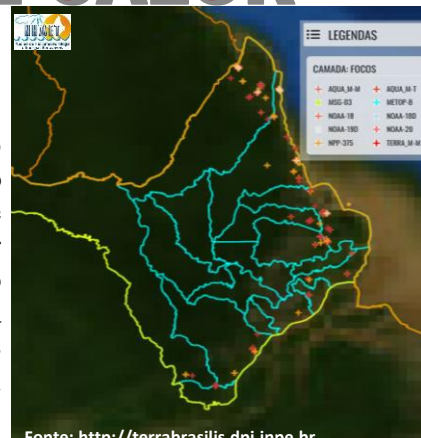 E CALOR
LEGENDAS
CAMADA: FOCOS
AQUA_M-M
AQUA_M-T
MSG-03
METOP-B
NOAA-18
NOAA-18D
NOAA-19D
NOAA-20
NPP-375
TERRA_M-M
Fonte: http://terrabrasilis.dpi.inpe.br